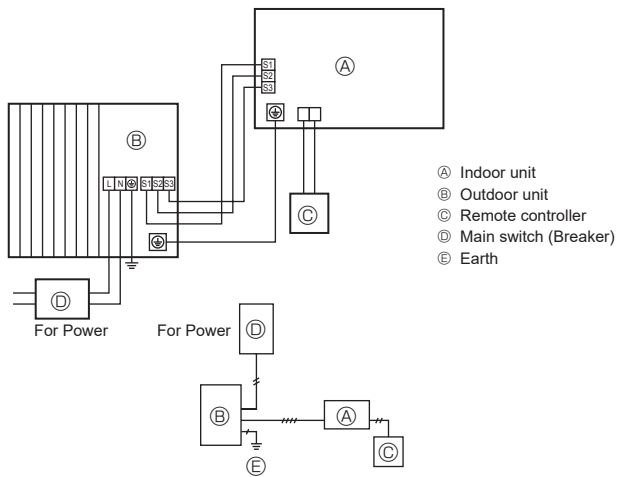 Ⓐ
S1
S2
S3
Ⓑ
L N S1 S2 S3
Ⓒ
Ⓐ Indoor unit
Ⓑ Outdoor unit
Ⓒ Remote controller
Ⓓ Main switch (Breaker)
Ⓔ Earth
Ⓓ
For Power
For Power
Ⓓ
Ⓑ
Ⓐ
Ⓒ
Ⓔ